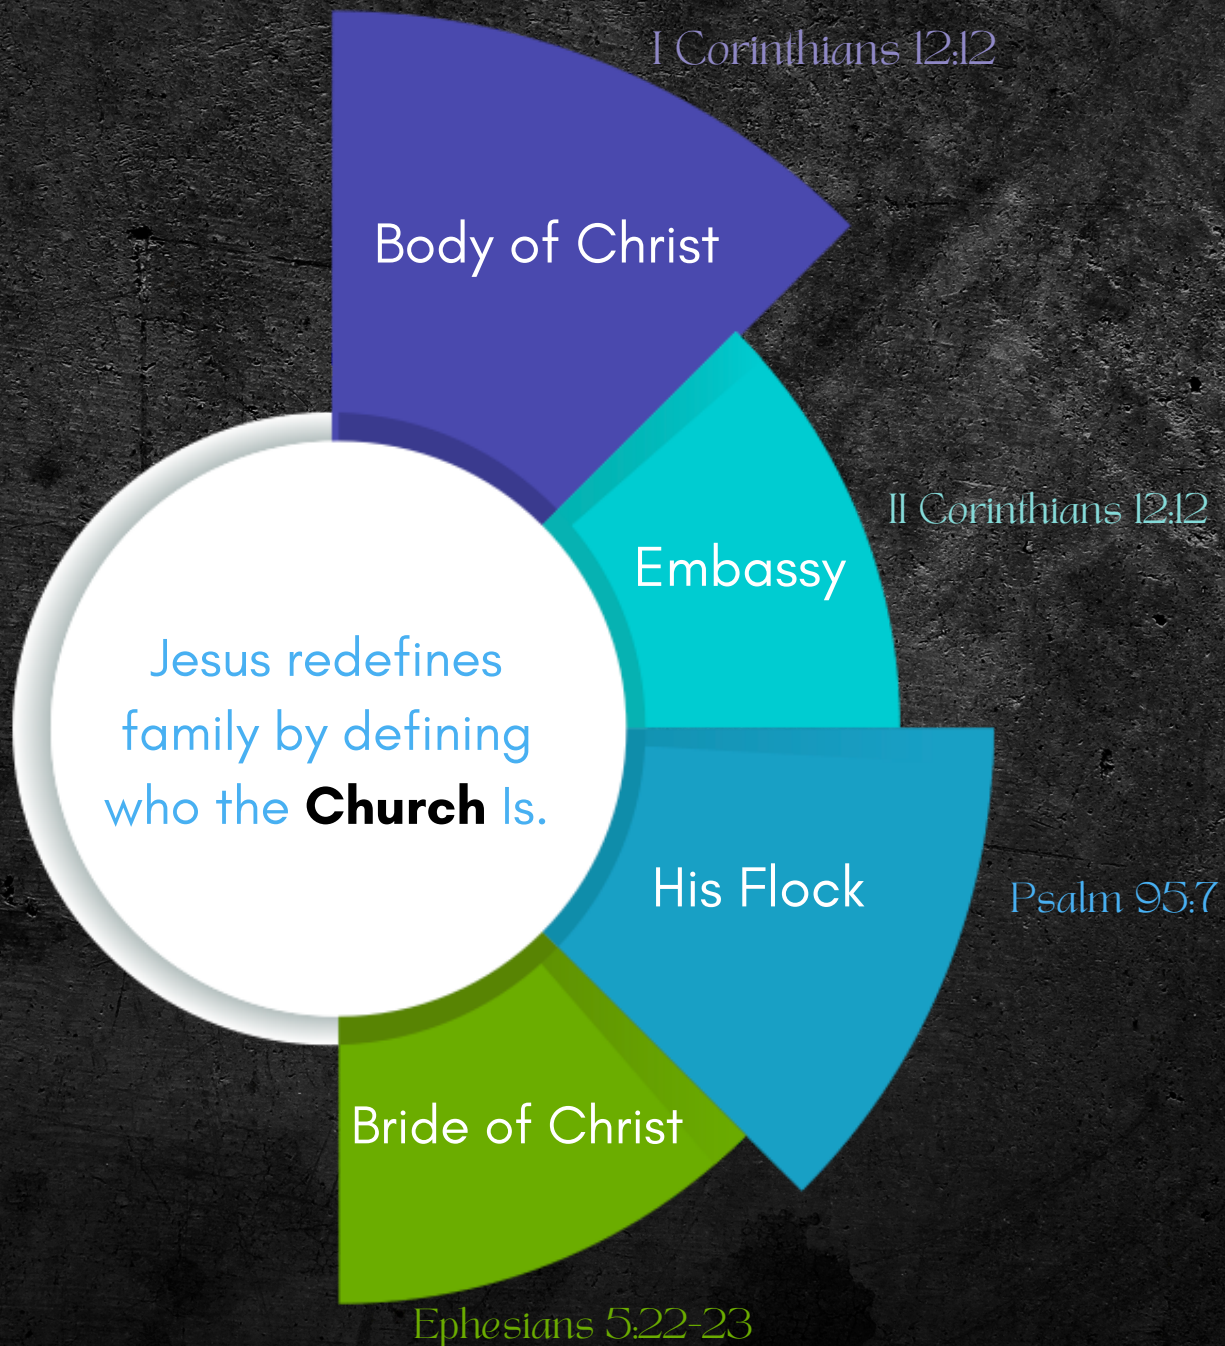 I Corinthians 12:12
Body of Christ
II Corinthians 12:12
Embassy
Jesus redefines
family by defining
who the Church Is.
His Flock
Psalm 95:7
Bride of Christ
Ephesians 5:22-23